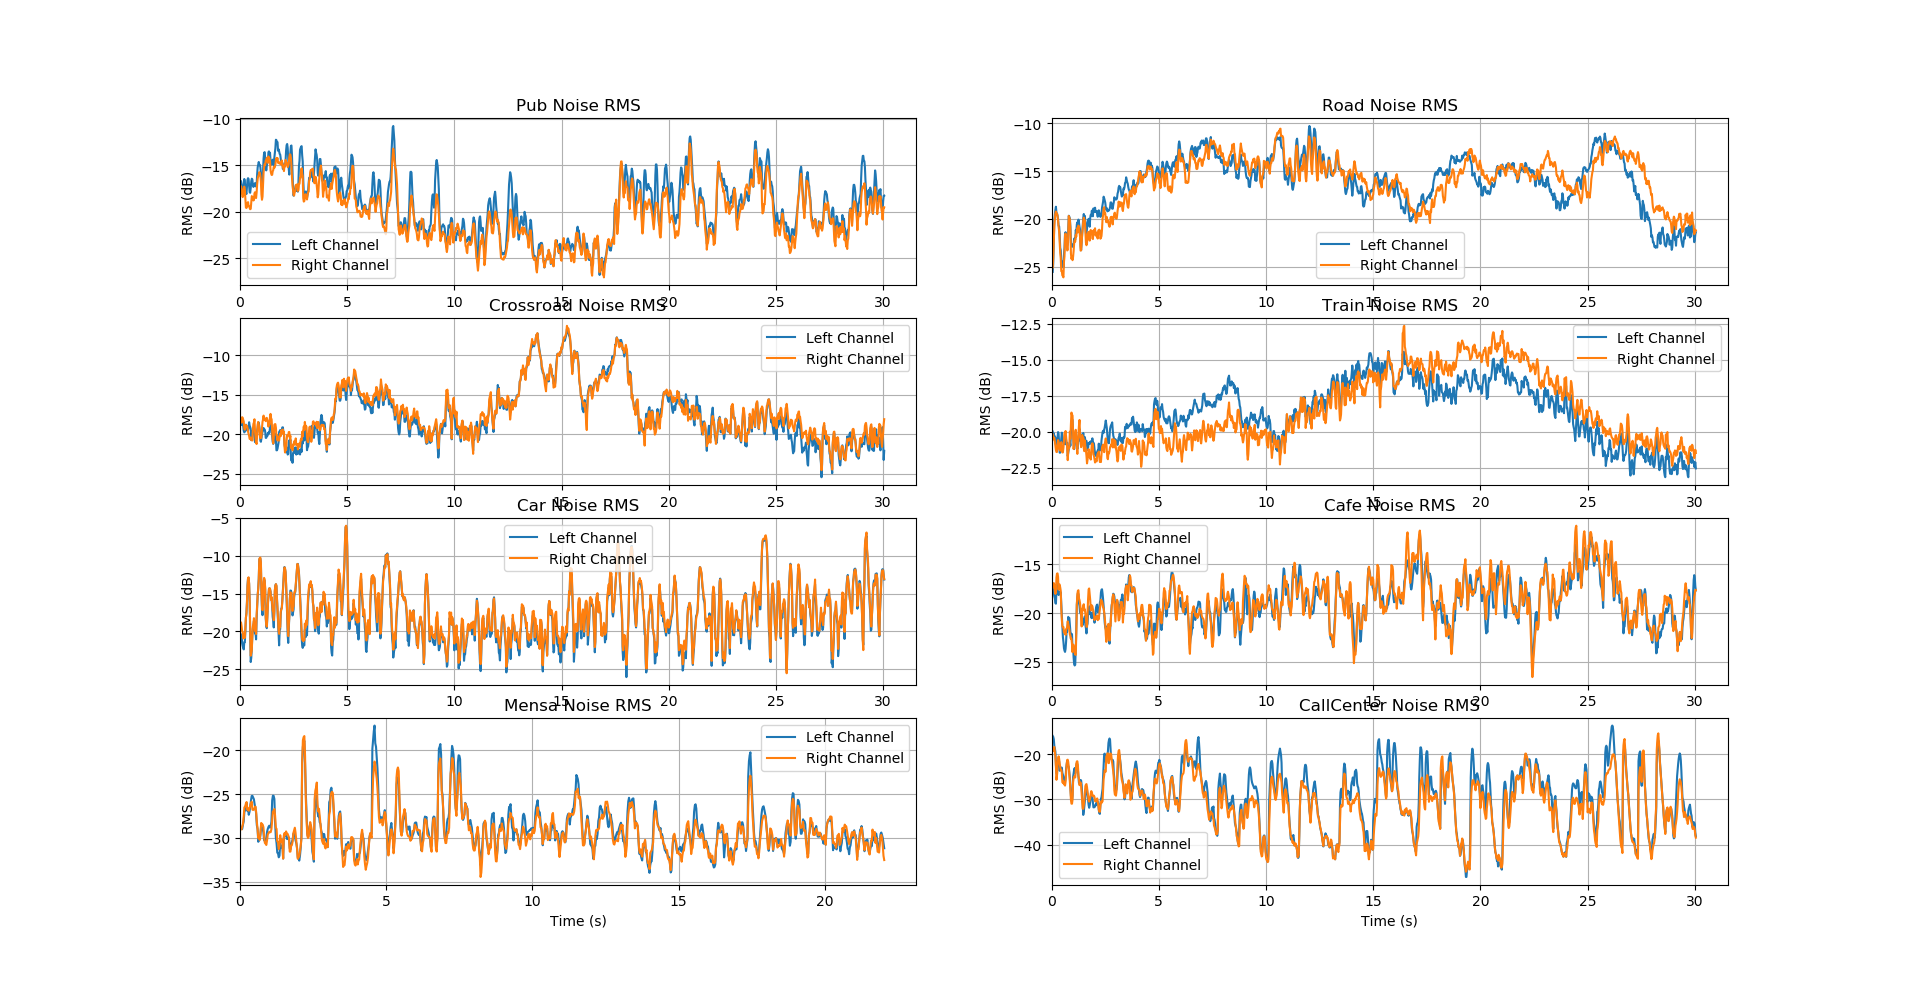 Pub Noise RMS
RMS (dB)
−10
−15
−20
−25
Left Channel
Right Channel
0 5 10 15 20 25 30
Road Noise RMS
RMS (dB)
−10
−15
−20
−25
Left Channel
Right Channel
0 5 10 15 20 25 30
Crossroad Noise RMS
RMS (dB)
−10
−15
−20
−25
Left Channel
Right Channel
0 5 10 15 20 25 30
Train Noise RMS
RMS (dB)
−12.5
−15.0
−17.5
−20.0
−22.5
Left Channel
Right Channel
0 5 10 15 20 25 30
Car Noise RMS
RMS (dB)
−5
−10
−15
−20
−25
Left Channel
Right Channel
0 5 10 15 20 25 30
Cafe Noise RMS
RMS (dB)
−15
−20
−25
Left Channel
Right Channel
0 5 10 15 20 25 30
Mensa Noise RMS
RMS (dB)
−20
−25
−30
−35
Left Channel
Right Channel
0 5 10 15 20
Time (s)
CallCenter Noise RMS
RMS (dB)
−20
−30
−40
Left Channel
Right Channel
0 5 10 15 20 25 30
Time (s)